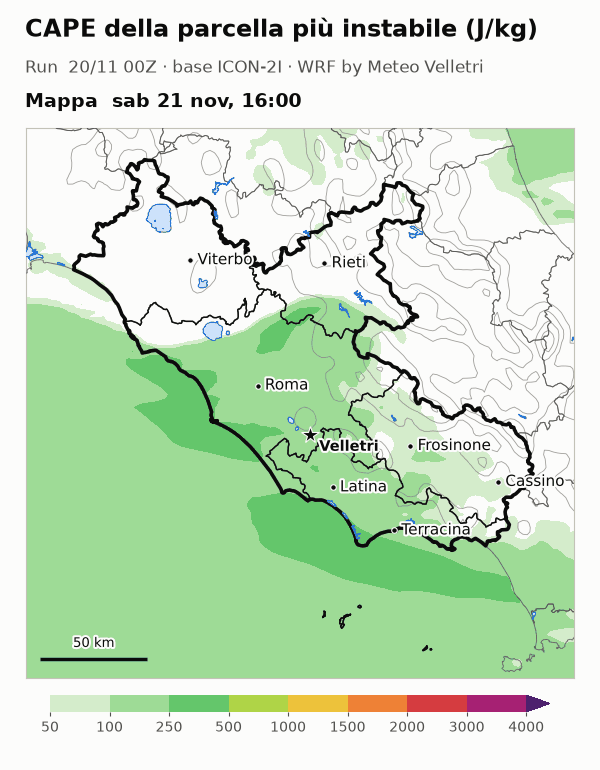 CAPE della parcella più instabile (J/kg)
Run  20/11 00Z · base ICON-2I · WRF by Meteo Velletri
Mappa  sab 21 nov, 16:00
Viterbo
Rieti
Roma
Velletri
Frosinone
Cassino
Latina
Terracina
50 km
50 100 250 500 1000 1500 2000 3000 4000